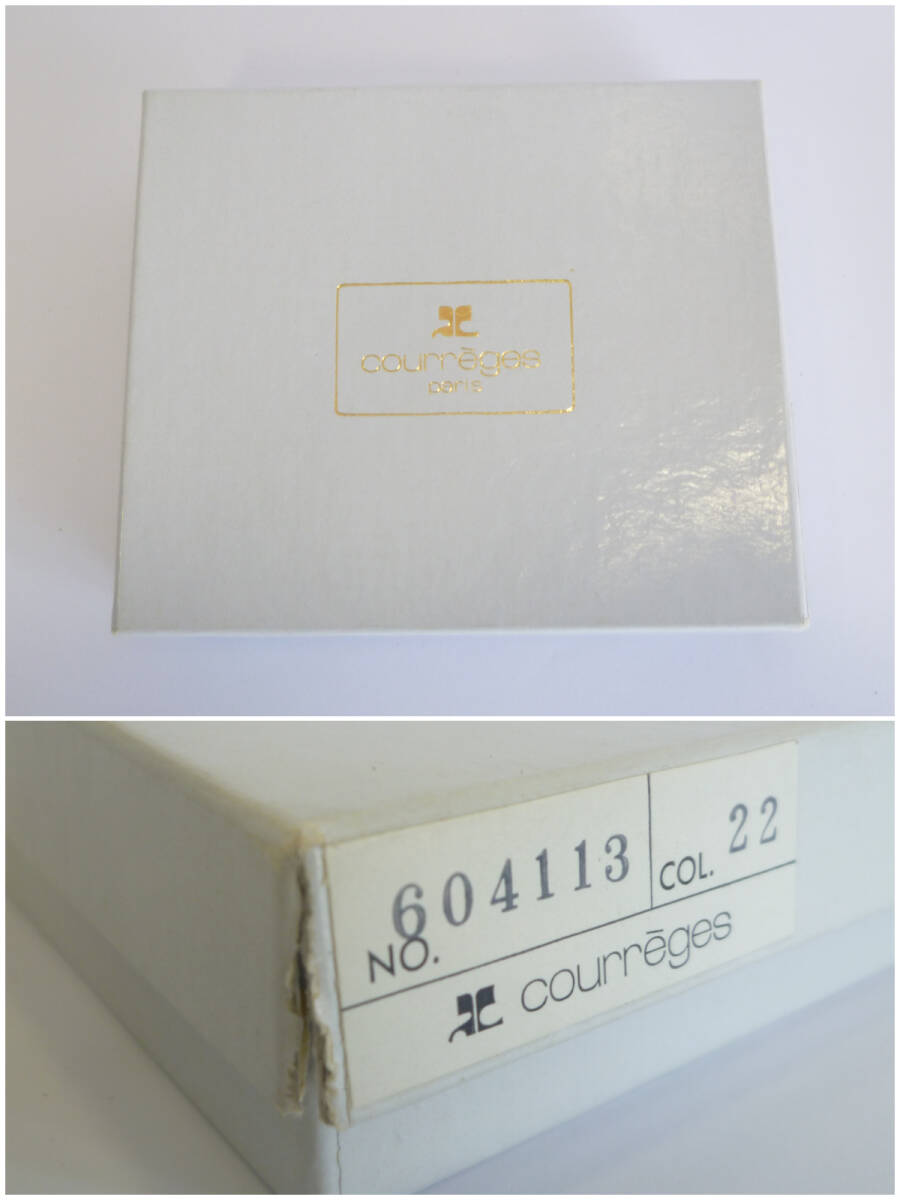 courrèges
paris
NO. 604113 COL. 22
courrèges